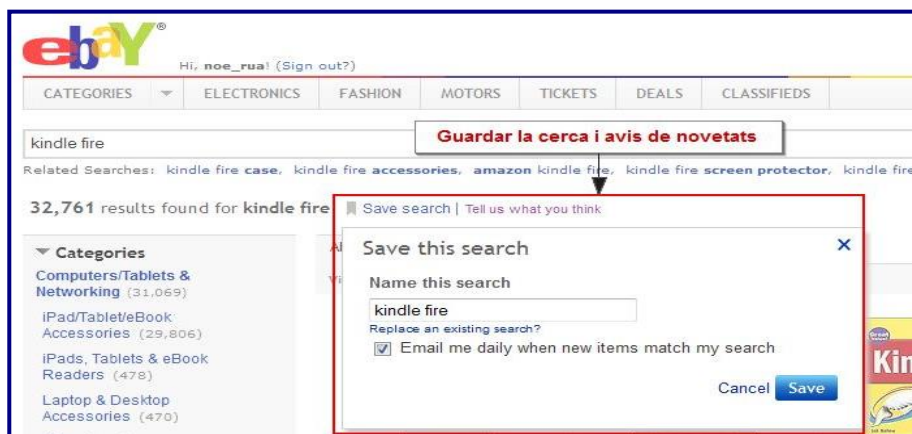 ebaY®
Hi, noe_rua! (Sign out?)
CATEGORIES ELECTRONICS FASHION MOTORS TICKETS DEALS CLASSIFIEDS
kindle fire
Guardar la cerca i avis de novetats
Related Searches: kindle fire case, kindle fire accessories, amazon kindle fire, kindle fire screen protector, kindle fire
32,761 results found for kindle fire
Save search | Tell us what you think
Categories
Computers/Tablets &
Networking (31,069)
iPad/Tablet/eBook
Accessories (29,806)
iPads, Tablets & eBook
Readers (478)
Laptop & Desktop
Accessories (470)
Save this search
Name this search
kindle fire
Replace an existing search?
Email me daily when new items match my search
Cancel Save
Kin